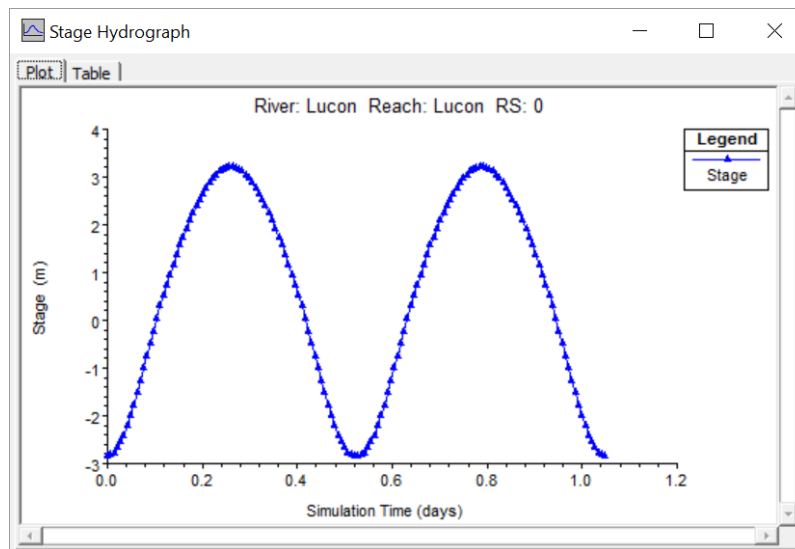 Stage Hydrograph
Plot Table
River: Lucon Reach: Lucon RS: 0
Legend
Stage
Stage (m)
4
3
2
1
0
-1
-2
-3
0.0 0.2 0.4 0.6 0.8 1.0 1.2
Simulation Time (days)